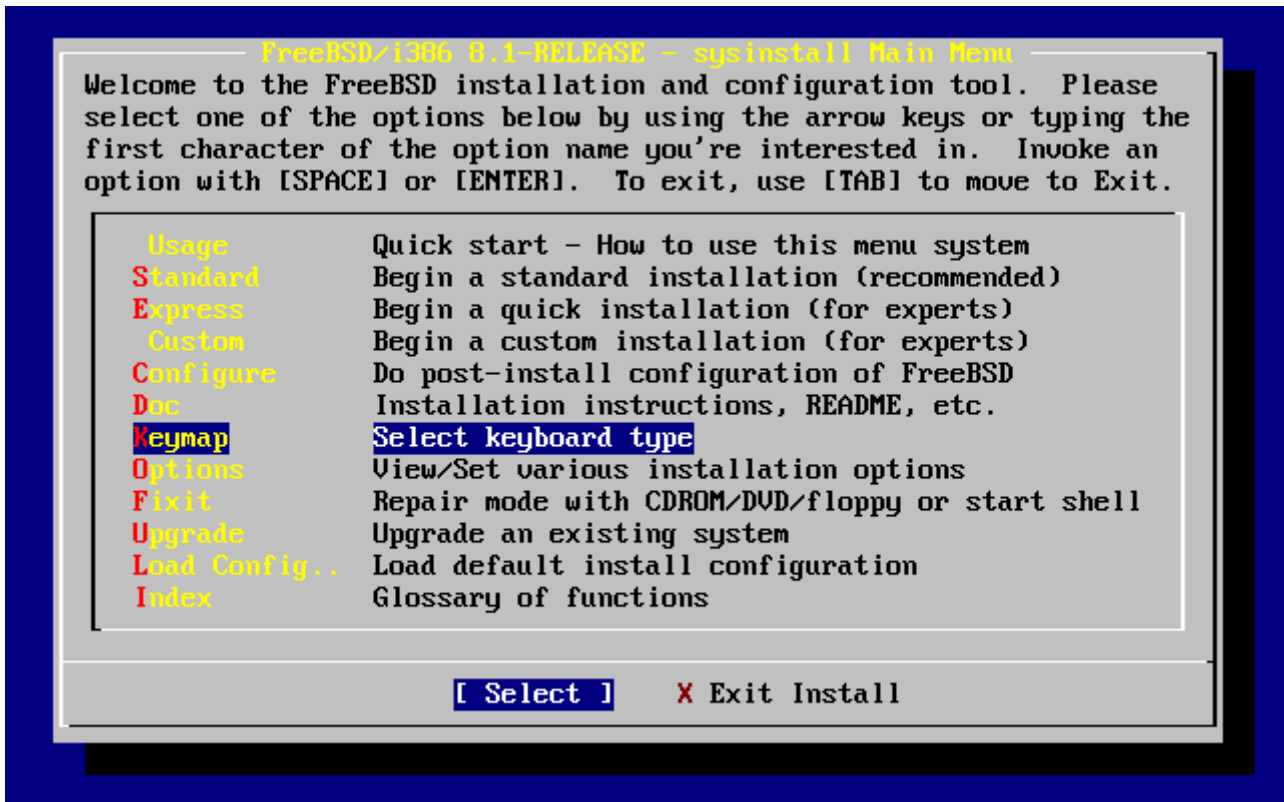 FreeBSD/i386 8.1-RELEASE - sysinstall Main Menu
Welcome to the FreeBSD installation and configuration tool.  Please
select one of the options below by using the arrow keys or typing the
first character of the option name you're interested in.  Invoke an
option with [SPACE] or [ENTER].  To exit, use [TAB] to move to Exit.
Usage Quick start - How to use this menu system
Standard Begin a standard installation (recommended)
Express Begin a quick installation (for experts)
Custom Begin a custom installation (for experts)
Configure Do post-install configuration of FreeBSD
Doc Installation instructions, README, etc.
Keymap Select keyboard type
Options View/Set various installation options
Fixit Repair mode with CDROM/DVD/floppy or start shell
Upgrade Upgrade an existing system
Load Config.. Load default install configuration
Index Glossary of functions
[ Select ] X Exit Install